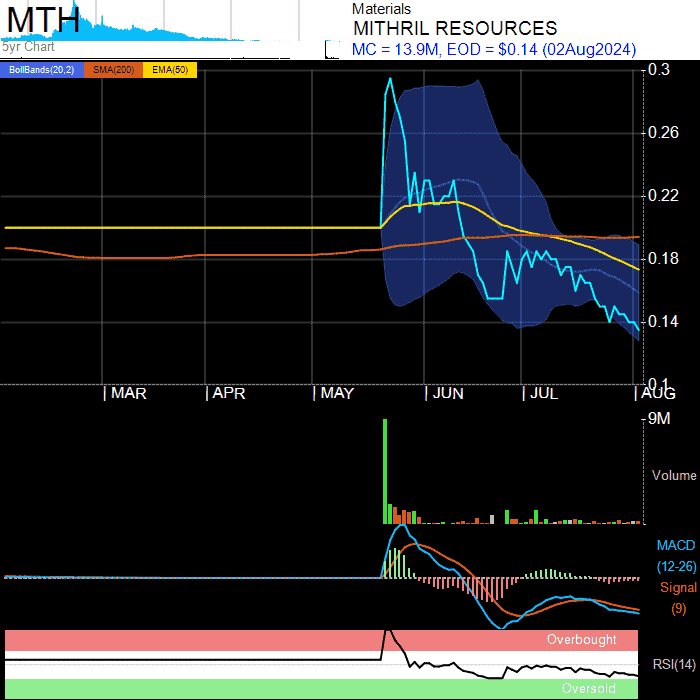 MTH
5yr Chart
Materials
MITHRIL RESOURCES
MC = 13.9M, EOD = $0.14 (02Aug2024)
BollBands(20,2) SMA(200) EMA(50)
0.3
0.26
0.22
0.18
0.14
0.1
MAR APR MAY JUN JUL AUG
9M
Volume
MACD
(12-26)
Signal
(9)
Overbought
RSI(14)
Oversold